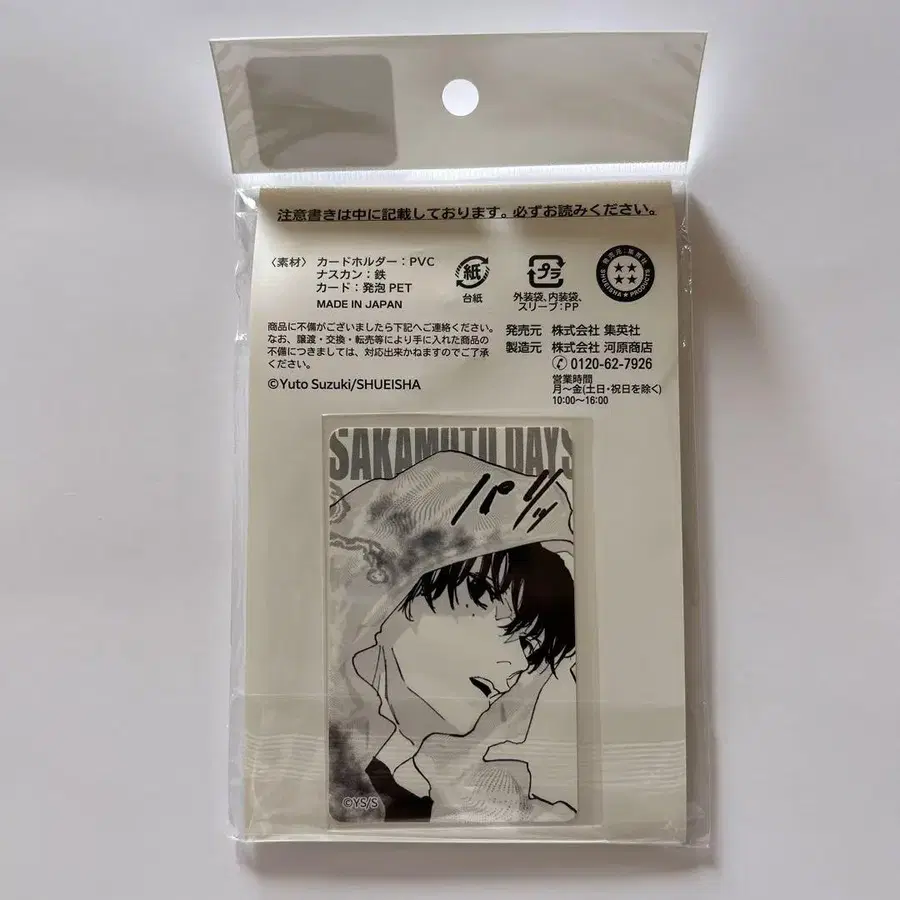 注意書きは中に記載しております。必ずお読みください。
〈素材〉 カードホルダー：PVC
ナスカン：鉄
カード：発泡 PET
MADE IN JAPAN
紙
台紙
プラ
外装袋、内装袋、
スリーブ：PP
発売元：集英社
SHUEISHA★PRODUCTS
商品に不備がございましたら下記へご連絡ください。
なお、譲渡・交換・転売等により手に入れた商品の
不備につきましては、対応出来かねますのでご了承
ください。
©Yuto Suzuki/SHUEISHA
発売元 株式会社 集英社
製造元 株式会社 河原商店
0120-62-7926
営業時間
月～金(土日・祝日を除く)
10:00～16:00
SAKAMOTO DAYS
パサッ
©YS/S